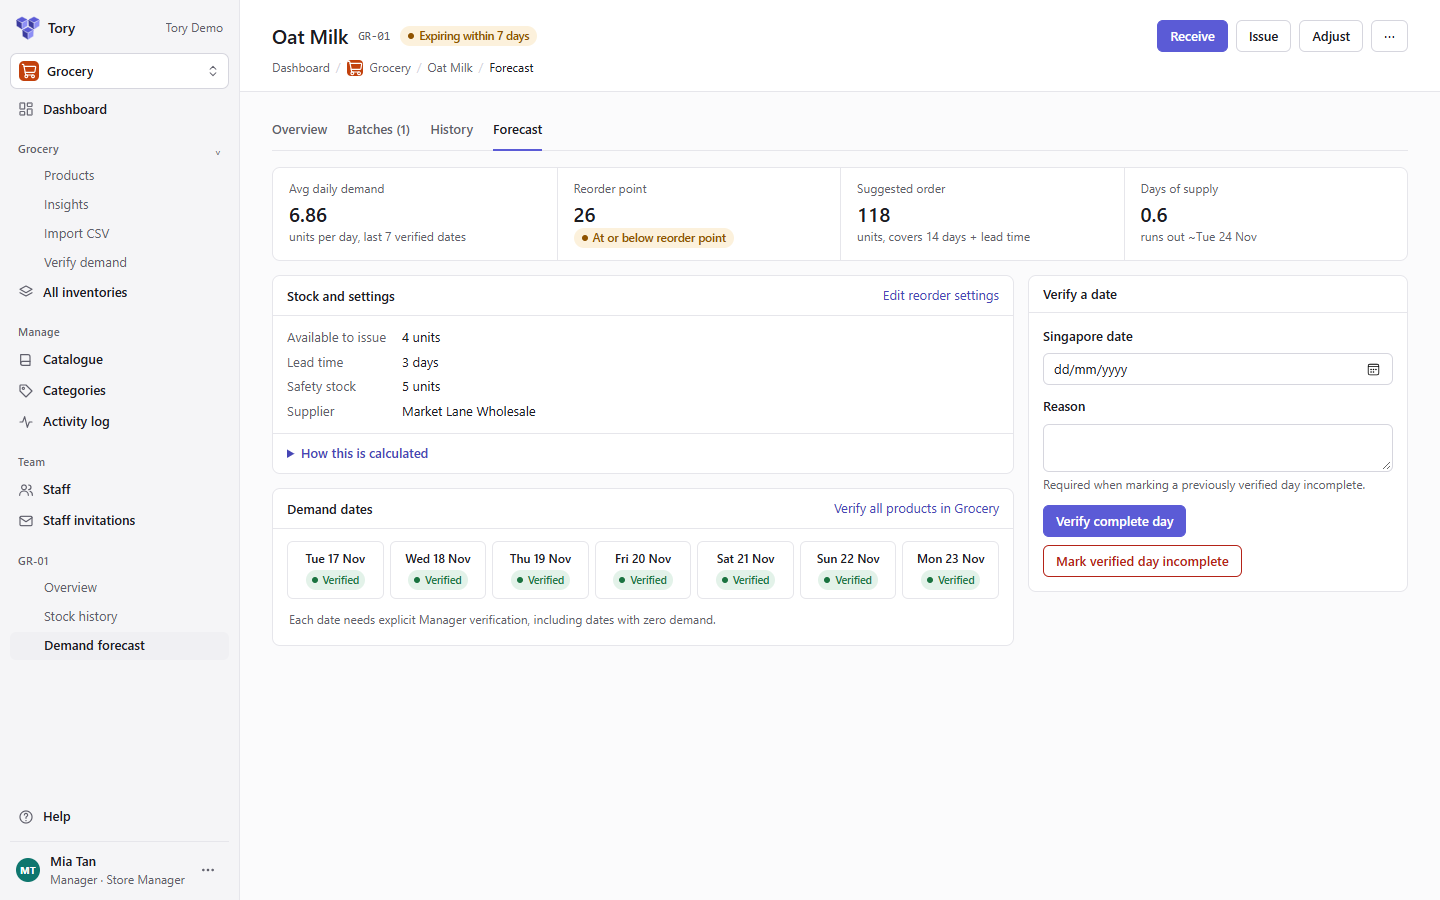 Tory
Tory Demo
Grocery
Dashboard
Grocery
Products
Insights
Import CSV
Verify demand
All inventories
Manage
Catalogue
Categories
Activity log
Team
Staff
Staff invitations
GR-01
Overview
Stock history
Demand forecast
Help
MT
Mia Tan
Manager · Store Manager
Oat Milk GR-01 Expiring within 7 days
Receive Issue Adjust ...
Dashboard / Grocery / Oat Milk / Forecast
Overview Batches (1) History Forecast
Avg daily demand
6.86
units per day, last 7 verified dates
Reorder point
26
At or below reorder point
Suggested order
118
units, covers 14 days + lead time
Days of supply
0.6
runs out ~Tue 24 Nov
Stock and settings
Edit reorder settings
Available to issue 4 units
Lead time 3 days
Safety stock 5 units
Supplier Market Lane Wholesale
How this is calculated
Demand dates
Verify all products in Grocery
Tue 17 Nov
Verified
Wed 18 Nov
Verified
Thu 19 Nov
Verified
Fri 20 Nov
Verified
Sat 21 Nov
Verified
Sun 22 Nov
Verified
Mon 23 Nov
Verified
Each date needs explicit Manager verification, including dates with zero demand.
Verify a date
Singapore date
dd/mm/yyyy
Reason
Required when marking a previously verified day incomplete.
Verify complete day
Mark verified day incomplete